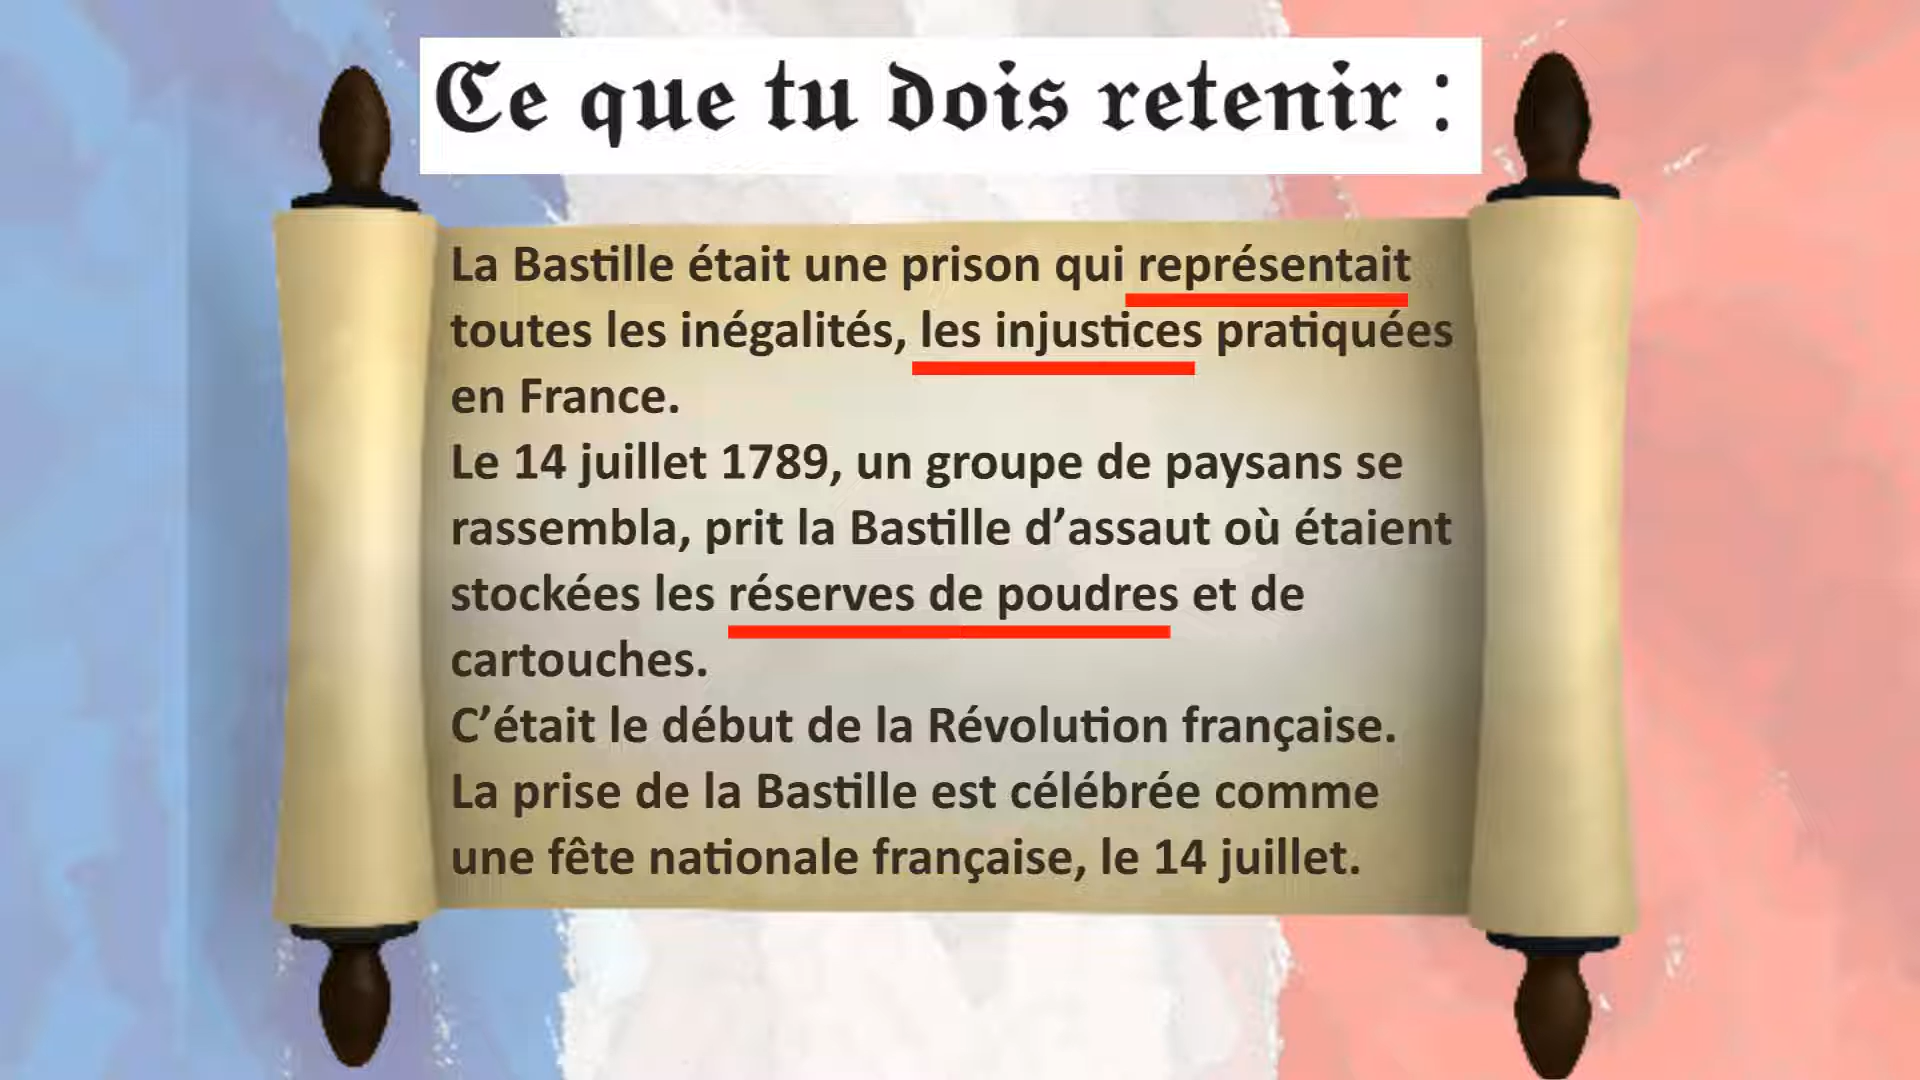 Ce que tu dois retenir :
La Bastille était une prison qui représentait
toutes les inégalités, les injustices pratiquées
en France.
Le 14 juillet 1789, un groupe de paysans se
rassembla, prit la Bastille d’assaut où étaient
stockées les réserves de poudres et de
cartouches.
C’était le début de la Révolution française.
La prise de la Bastille est célébrée comme
une fête nationale française, le 14 juillet.